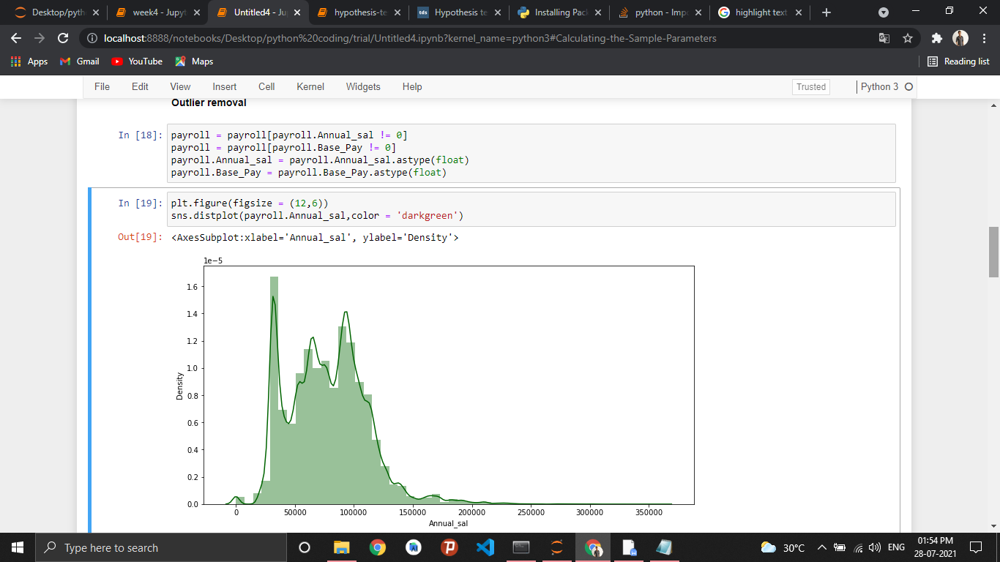 Desktop/pyth
week4 - Jupyt
Untitled4 - Jup
hypothesis-te
tds
Hypothesis te
Installing Pack
python - Impo
highlight text
localhost:8888/notebooks/Desktop/python%20coding/trial/Untitled4.ipynb?kernel_name=python3#Calculating-the-Sample-Parameters
Apps Gmail YouTube Maps Reading list
File Edit View Insert Cell Kernel Widgets Help Trusted Python 3
Outlier removal
In [18]: payroll = payroll[payroll.Annual_sal != 0]
payroll = payroll[payroll.Base_Pay != 0]
payroll.Annual_sal = payroll.Annual_sal.astype(float)
payroll.Base_Pay = payroll.Base_Pay.astype(float)
In [19]: plt.figure(figsize = (12,6))
sns.distplot(payroll.Annual_sal,color = 'darkgreen')
Out[19]: <AxesSubplot:xlabel='Annual_sal', ylabel='Density'>
1e−5
1.6
1.4
1.2
1.0
0.8
0.6
0.4
0.2
0.0
Density
0 50000 100000 150000 200000 250000 300000 350000
Annual_sal
Type here to search
30°C
ENG
01:54 PM
28-07-2021